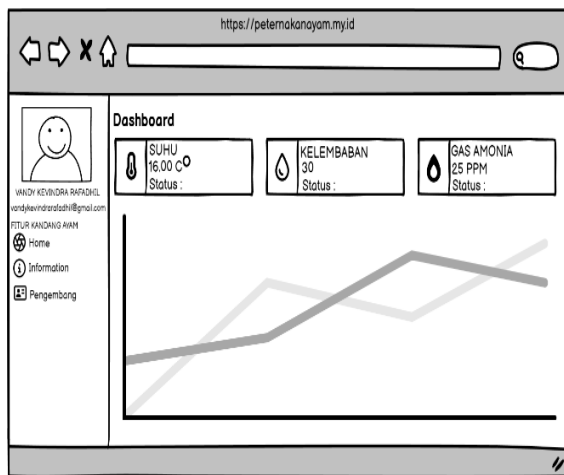 https://peternakanayam.my.id
Dashboard
SUHU
16.00 C°
Status :
KELEMBABAN
30
Status :
GAS AMONIA
25 PPM
Status :
VANDY KEVINDRA RAFADHIL
vandykevindrarafadhil@gmail.com
FITUR KANDANG AYAM
Home
Information
Pengembang